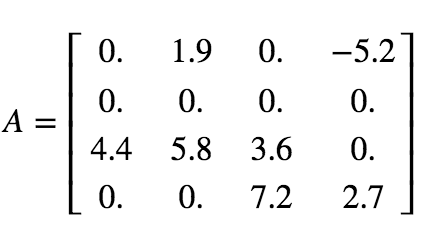 0. 1.9 0. −5.2
0. 0. 0. 0.
A = 4.4 5.8 3.6 0.
0. 0. 7.2 2.7